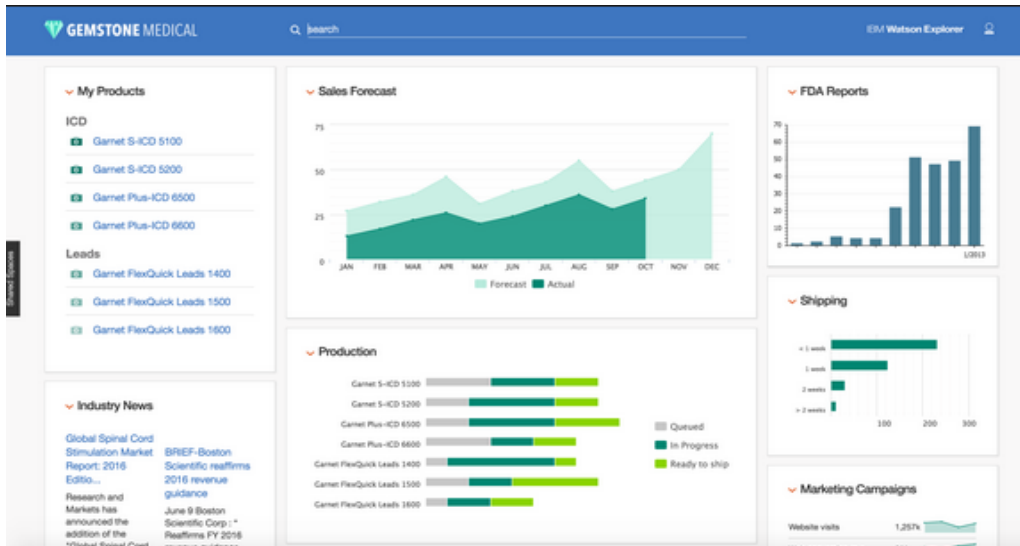 GEMSTONE MEDICAL
search
IBM Watson Explorer
Shared Spaces
My Products
ICD
Garnet S-ICD 5100
Garnet S-ICD 5200
Garnet Plus-ICD 6500
Garnet Plus-ICD 6600
Leads
Garnet FlexQuick Leads 1400
Garnet FlexQuick Leads 1500
Garnet FlexQuick Leads 1600
Industry News
Global Spinal Cord
Stimulation Market
Report: 2016
Editio...
Research and
Markets has
announced the
addition of the
"Global Spinal Cord
BRIEF-Boston
Scientific reaffirms
2016 revenue
guidance
June 9 Boston
Scientific Corp : "
Reaffirms FY 2016
revenue guidance
Sales Forecast
75
50
25
0
JAN FEB MAR APR MAY JUN JUL AUG SEP OCT NOV DEC
Forecast Actual
Production
Garnet S-ICD 5100
Garnet S-ICD 5200
Garnet Plus-ICD 6500
Garnet Plus-ICD 6600
Garnet FlexQuick Leads 1400
Garnet FlexQuick Leads 1500
Garnet FlexQuick Leads 1600
Queued
In Progress
Ready to ship
FDA Reports
70
60
50
40
30
20
10
0
1/2013
Shipping
< 1 week
1 week
2 weeks
> 2 weeks
100 200 300
Marketing Campaigns
Website visits 1,257k